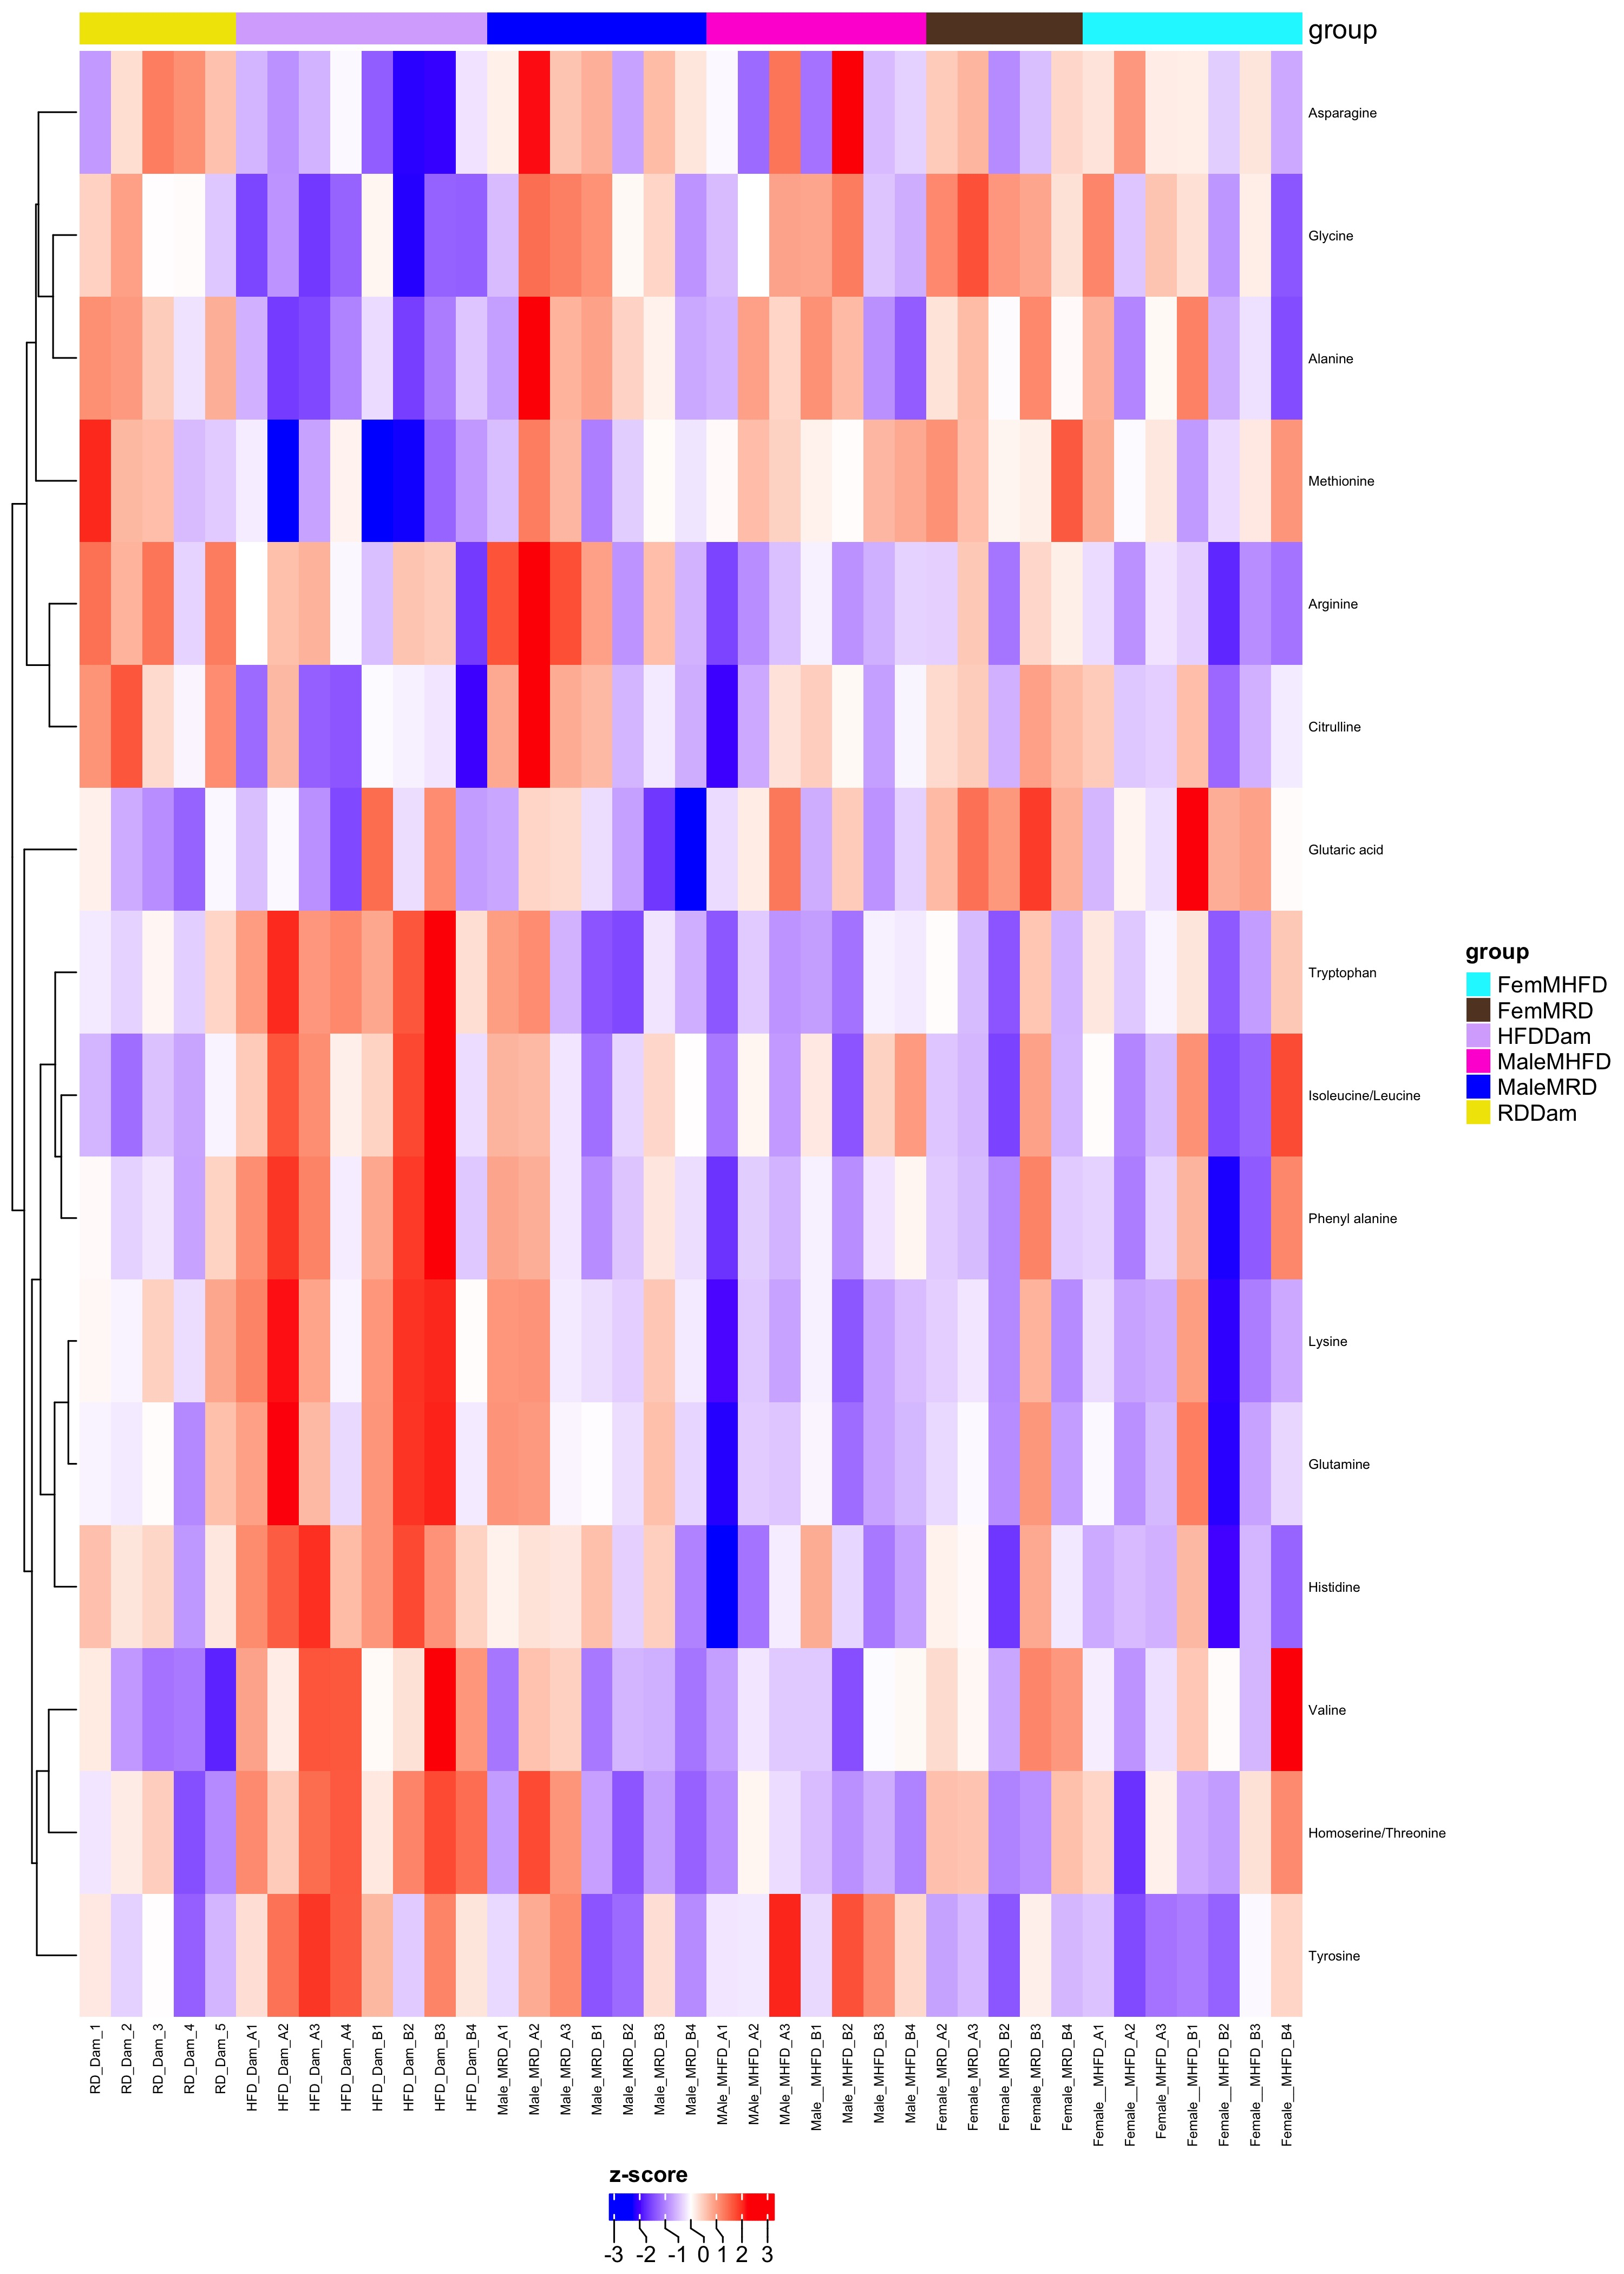 group
Asparagine
Glycine
Alanine
Methionine
Arginine
Citrulline
Glutaric acid
Tryptophan
Isoleucine/Leucine
Phenyl alanine
Lysine
Glutamine
Histidine
Valine
Homoserine/Threonine
Tyrosine
group
FemMHFD
FemMRD
HFDDam
MaleMHFD
MaleMRD
RDDam
RD_Dam_1
RD_Dam_2
RD_Dam_3
RD_Dam_4
RD_Dam_5
HFD_Dam_A1
HFD_Dam_A2
HFD_Dam_A3
HFD_Dam_A4
HFD_Dam_B1
HFD_Dam_B2
HFD_Dam_B3
HFD_Dam_B4
Male_MRD_A1
Male_MRD_A2
Male_MRD_A3
Male_MRD_B1
Male_MRD_B2
Male_MRD_B3
Male_MRD_B4
MAle_MHFD_A1
MAle_MHFD_A2
MAle_MHFD_A3
Male__MHFD_B1
Male_MHFD_B2
Male_MHFD_B3
Male_MHFD_B4
Female_MRD_A2
Female_MRD_A3
Female_MRD_B2
Female_MRD_B3
Female_MRD_B4
Female__MHFD_A1
Female__MHFD_A2
Female_MHFD_A3
Female__MHFD_B1
Female__MHFD_B2
Female_MHFD_B3
Female__MHFD_B4
z-score
-3 -2 -1 0 1 2 3